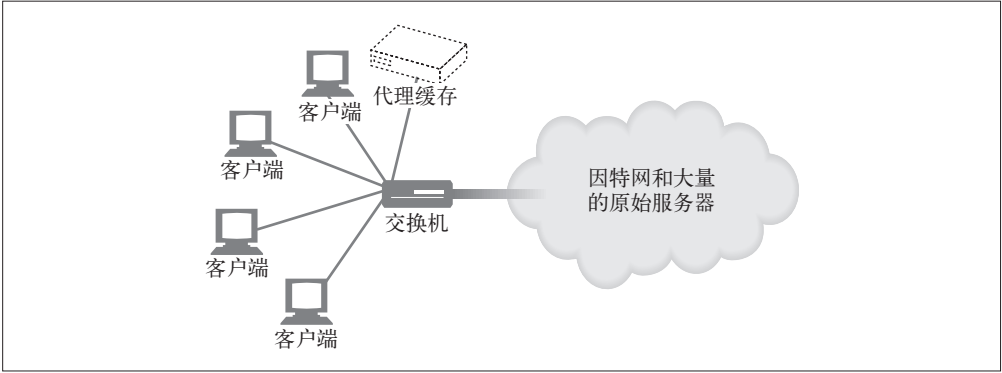 客户端
代理缓存
客户端
客户端
客户端
交换机
因特网和大量
的原始服务器